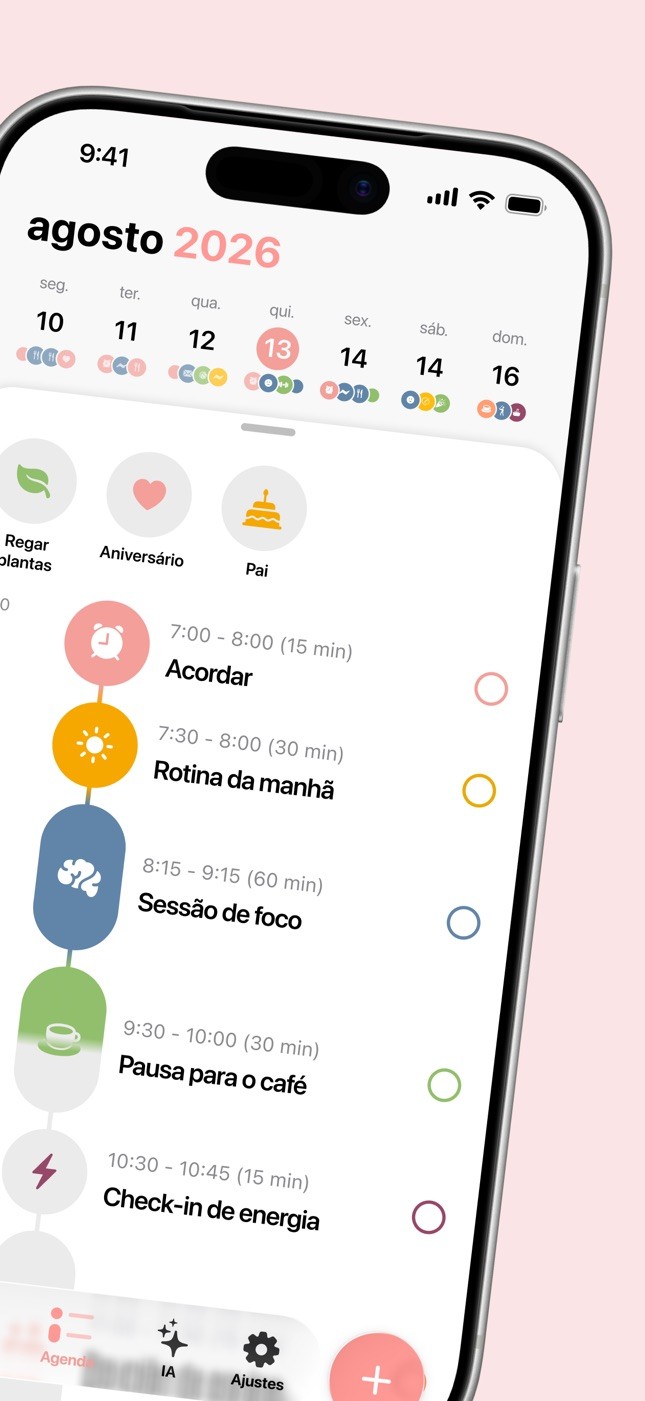 9:41
agosto 2026
seg. ter. qua. qui. sex. sáb. dom.
10 11 12 13 14 14 16
Regar
plantas
Aniversário
Pai
0
7:00 - 8:00 (15 min)
Acordar
7:30 - 8:00 (30 min)
Rotina da manhã
8:15 - 9:15 (60 min)
Sessão de foco
9:30 - 10:00 (30 min)
Pausa para o café
10:30 - 10:45 (15 min)
Check-in de energia
Agenda
IA
Ajustes